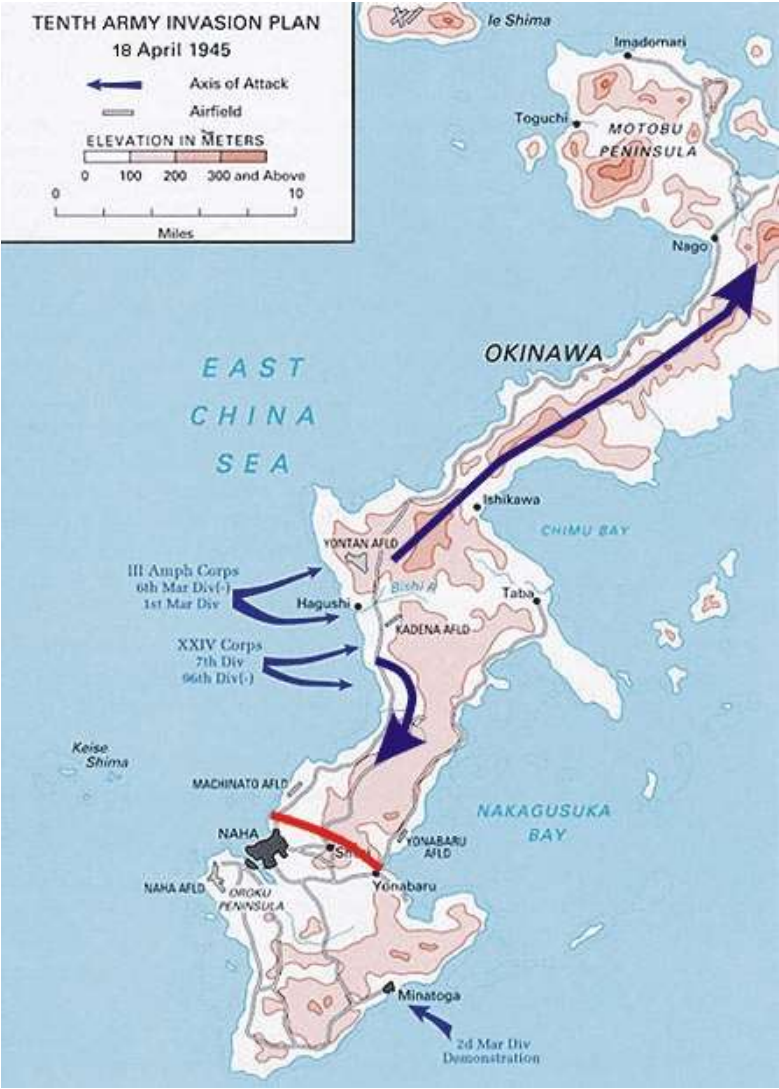 TENTH ARMY INVASION PLAN
18 April 1945
Axis of Attack
Airfield
ELEVATION IN METERS
0 100 200 300 and Above
0 10
Miles
Ie Shima
Imadomari
Toguchi
MOTOBU
PENINSULA
Nago
OKINAWA
EAST
CHINA
SEA
Ishikawa
CHIMU BAY
YONTAN AFLD
III Amph Corps
6th Mar Div(-)
1st Mar Div
Hagushi
Bishi R
Taba
KADENA AFLD
XXIV Corps
7th Div
96th Div(-)
Keise
Shima
MACHINATO AFLD
NAKAGUSUKA
BAY
NAHA
YONABARU
AFLD
NAHA AFLD
OROKU
PENINSULA
Yonabaru
Minatoga
2d Mar Div
Demonstration